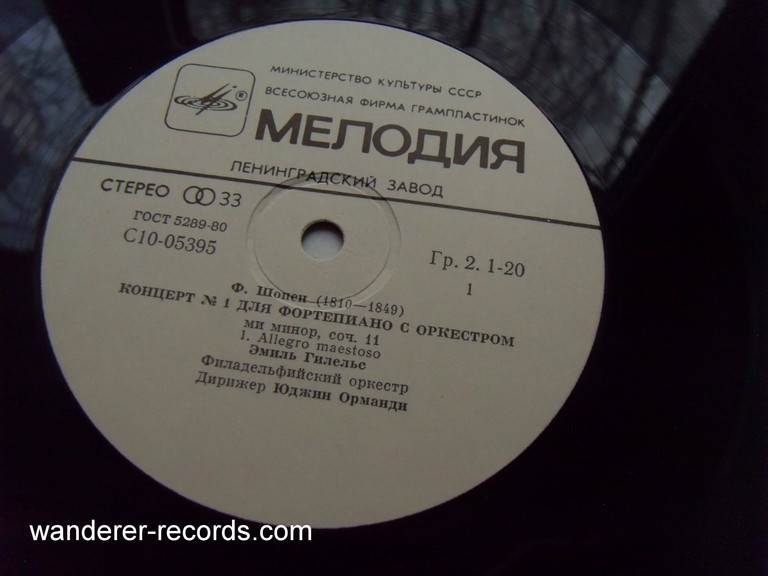 МИНИСТЕРСТВО КУЛЬТУРЫ СССР
ВСЕСОЮЗНАЯ ФИРМА ГРАМПЛАСТИНОК
®
МЕЛОДИЯ
ЛЕНИНГРАДСКИЙ ЗАВОД
СТЕРЕО 33
ГОСТ 5289-80
С10-05395
Гр. 2. 1-20
1
Ф. Шопен (1810—1849)
КОНЦЕРТ № 1 ДЛЯ ФОРТЕПИАНО С ОРКЕСТРОМ
ми минор, соч. 11
1. Allegro maestoso
Эмиль Гилельс
Филадельфийский оркестр
Дирижер Юджин Орманди
wanderer-records.com